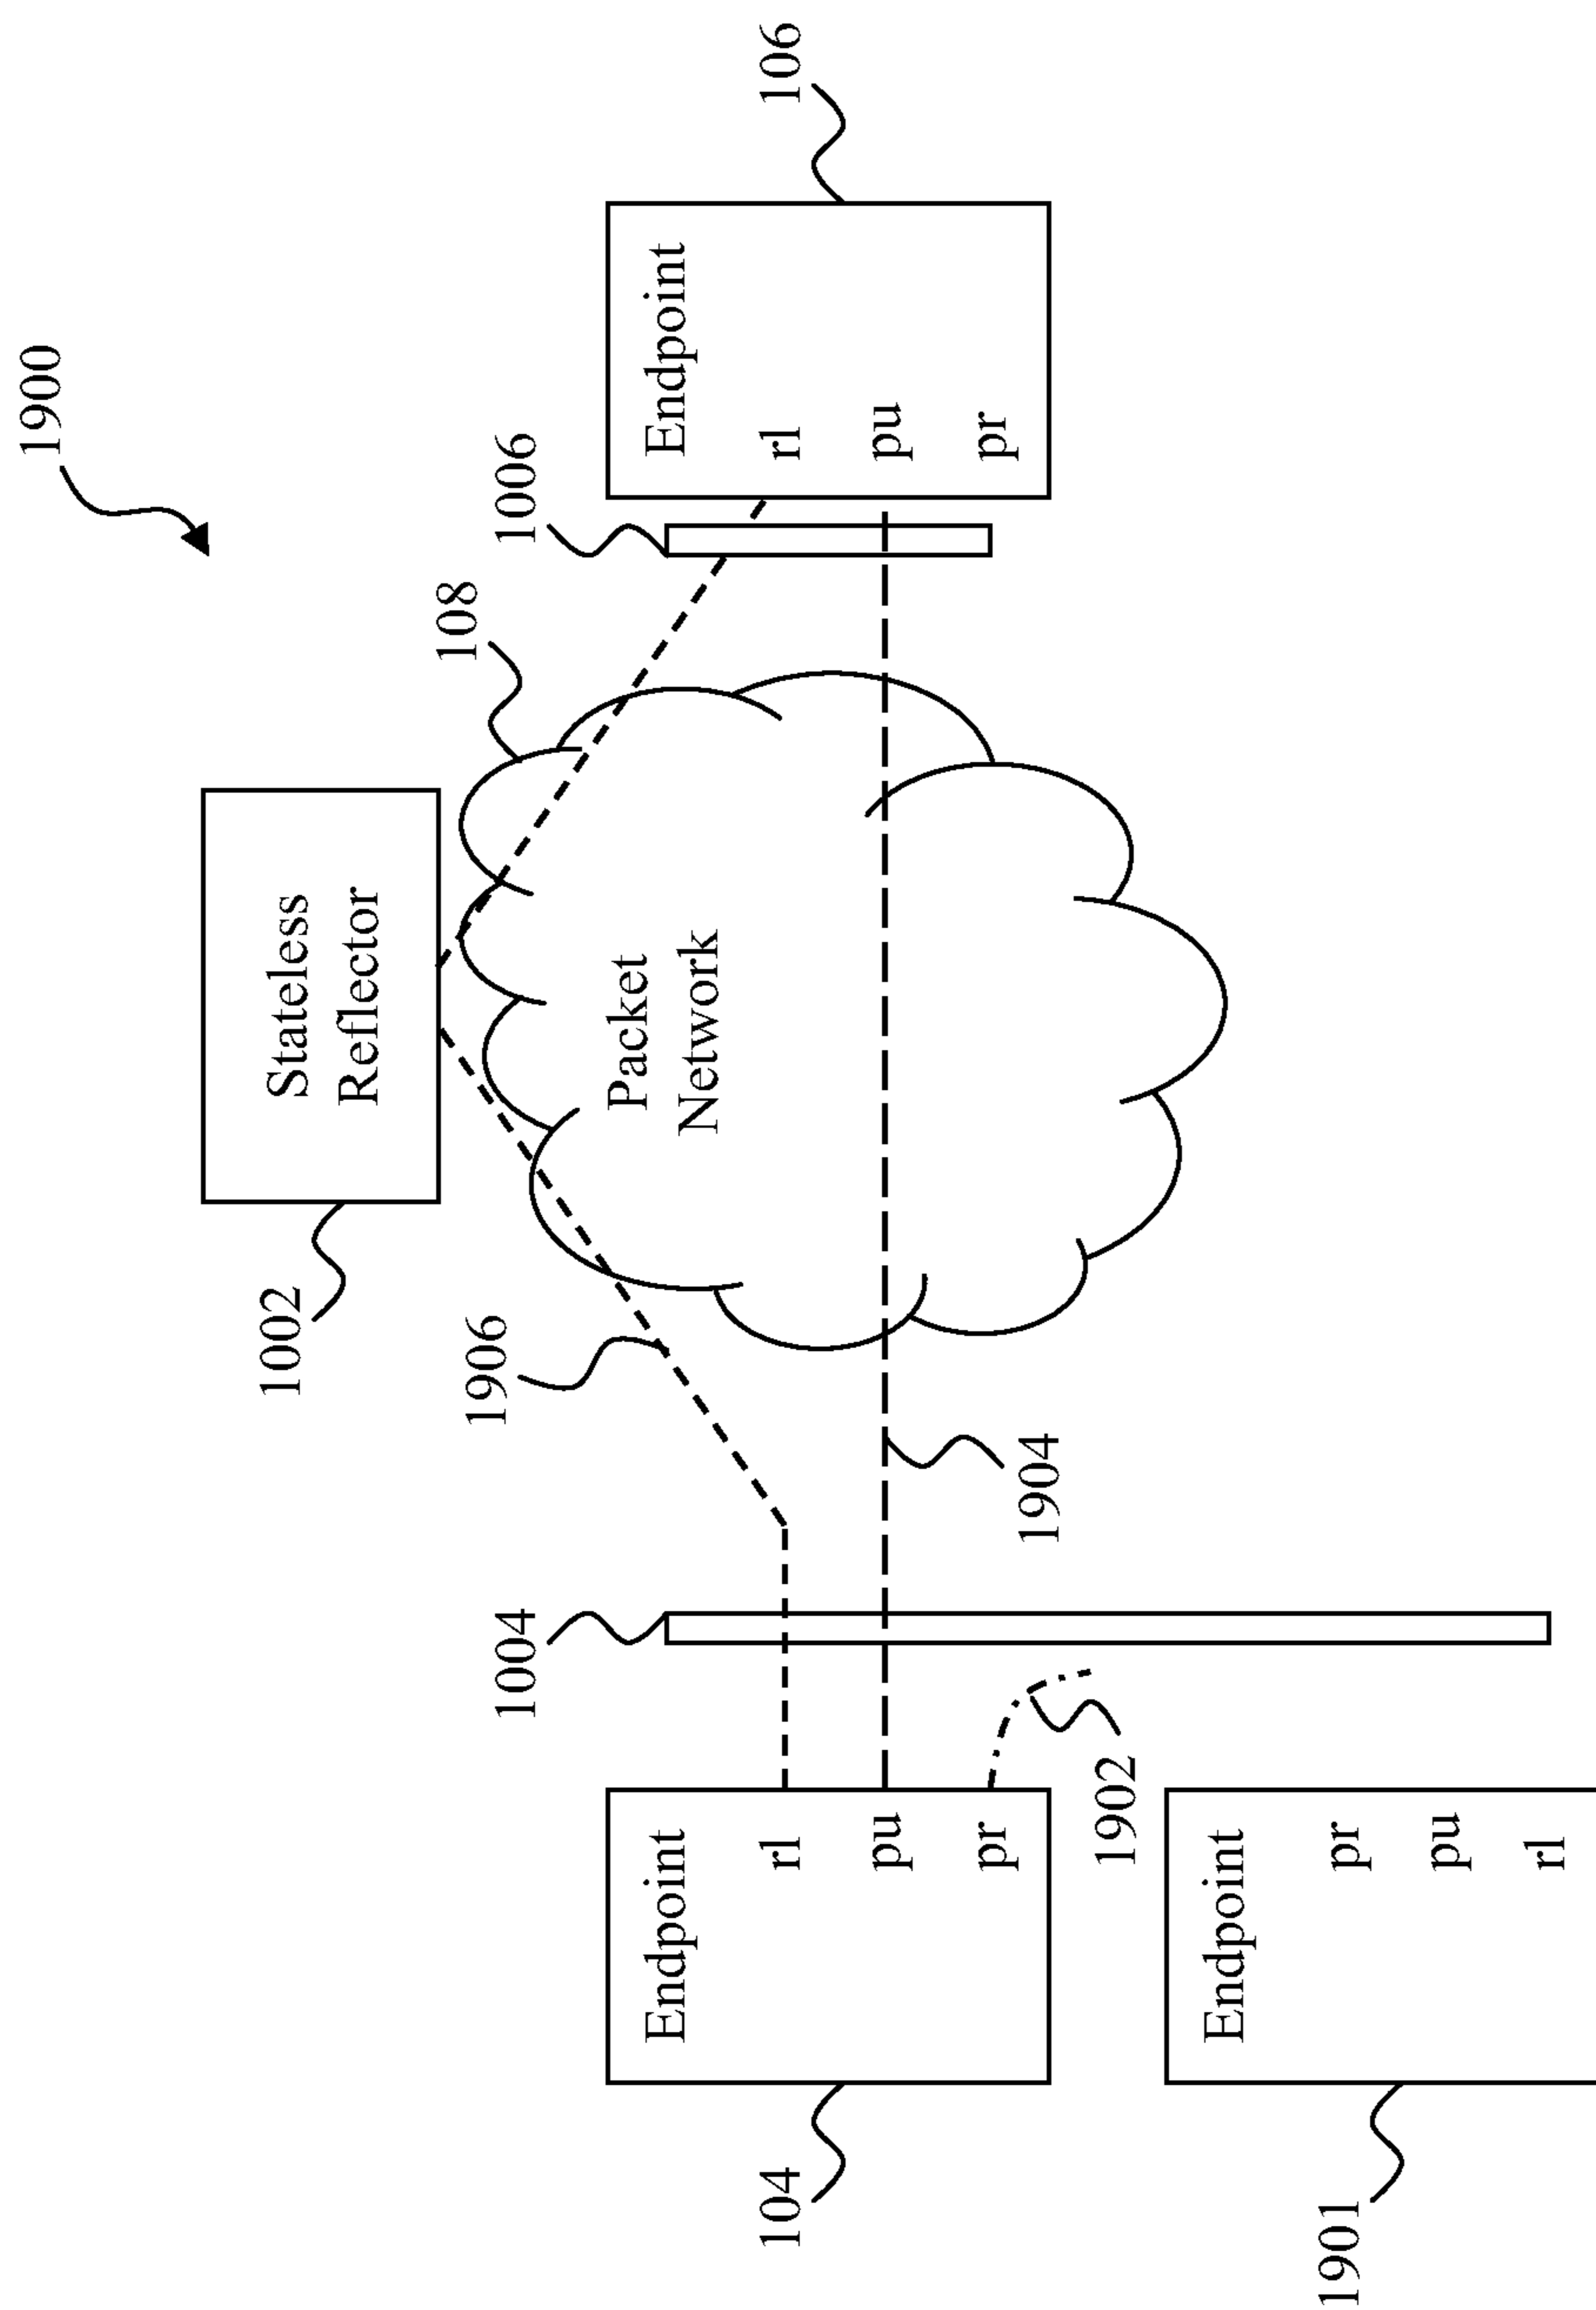 1900
Stateless
Reflector
1002
108
1906
1004
1006
Packet
Network
Endpoint
rl
pu
pr
104
Endpoint
rl
pu
pr
106
1904
1902
Endpoint
pr
pu
rl
1901